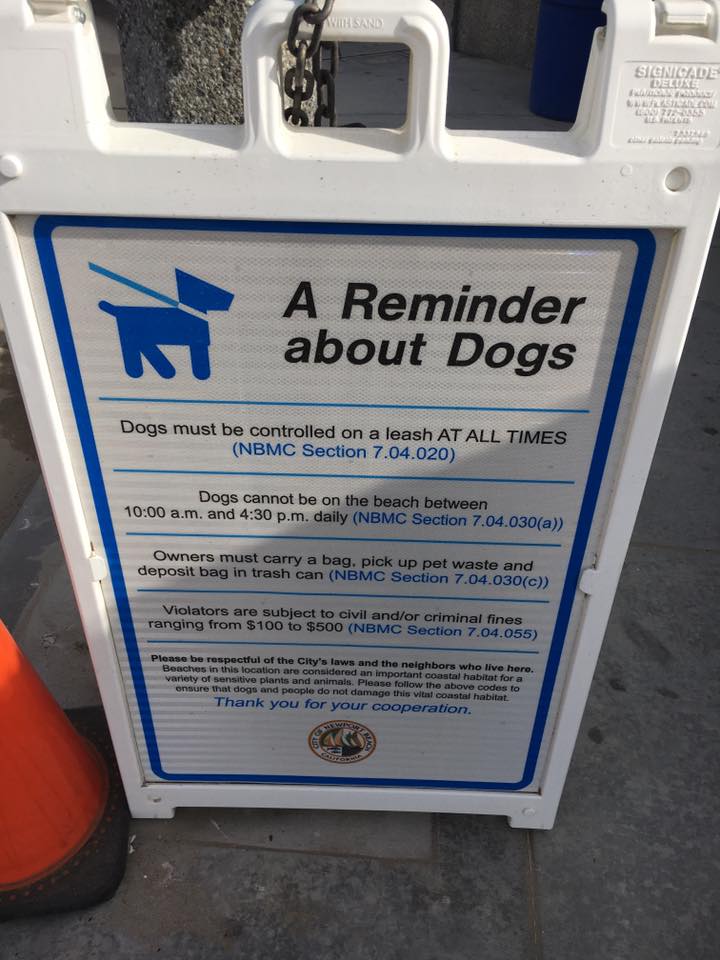 WITH SAND
SIGNICADE
DELUXE
A Reminder
about Dogs
Dogs must be controlled on a leash AT ALL TIMES
(NBMC Section 7.04.020)
Dogs cannot be on the beach between
10:00 a.m. and 4:30 p.m. daily (NBMC Section 7.04.030(a))
Owners must carry a bag, pick up pet waste and
deposit bag in trash can (NBMC Section 7.04.030(c))
Violators are subject to civil and/or criminal fines
ranging from $100 to $500 (NBMC Section 7.04.055)
Please be respectful of the City's laws and the neighbors who live here.
Beaches in this location are considered an important coastal habitat for a
variety of sensitive plants and animals. Please follow the above codes to
ensure that dogs and people do not damage this vital coastal habitat.
Thank you for your cooperation.
CITY OF NEWPORT BEACH
CALIFORNIA